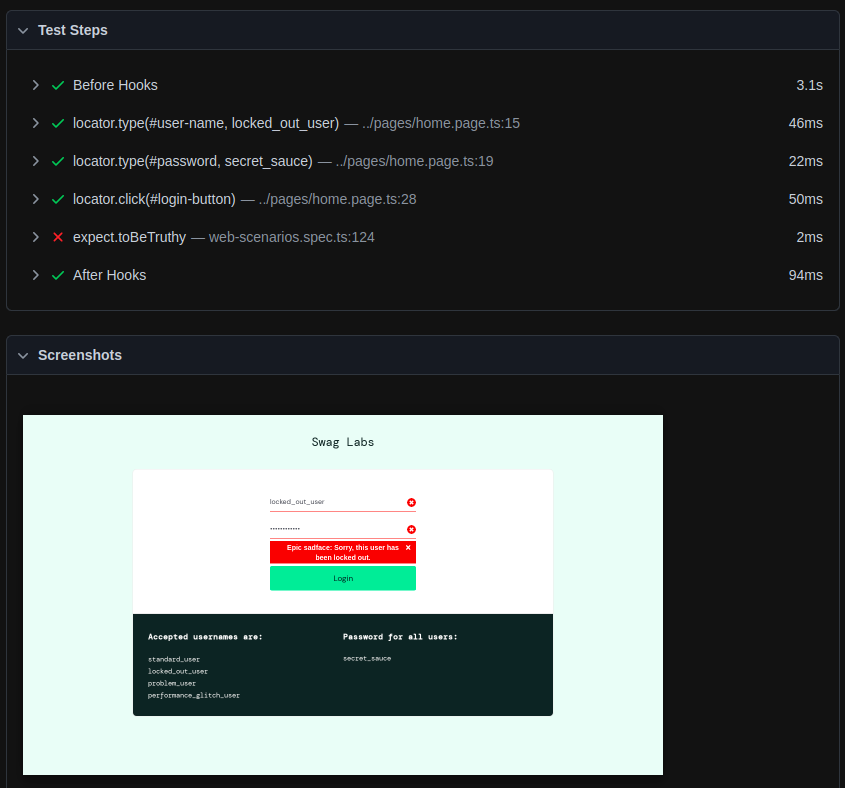 Test Steps
Before Hooks 3.1s
locator.type(#user-name, locked_out_user) — ../pages/home.page.ts:15 46ms
locator.type(#password, secret_sauce) — ../pages/home.page.ts:19 22ms
locator.click(#login-button) — ../pages/home.page.ts:28 50ms
expect.toBeTruthy — web-scenarios.spec.ts:124 2ms
After Hooks 94ms
Screenshots
Swag Labs
locked_out_user
Epic sadface: Sorry, this user has
been locked out.
Login
Accepted usernames are:
standard_user
locked_out_user
problem_user
performance_glitch_user
Password for all users:
secret_sauce